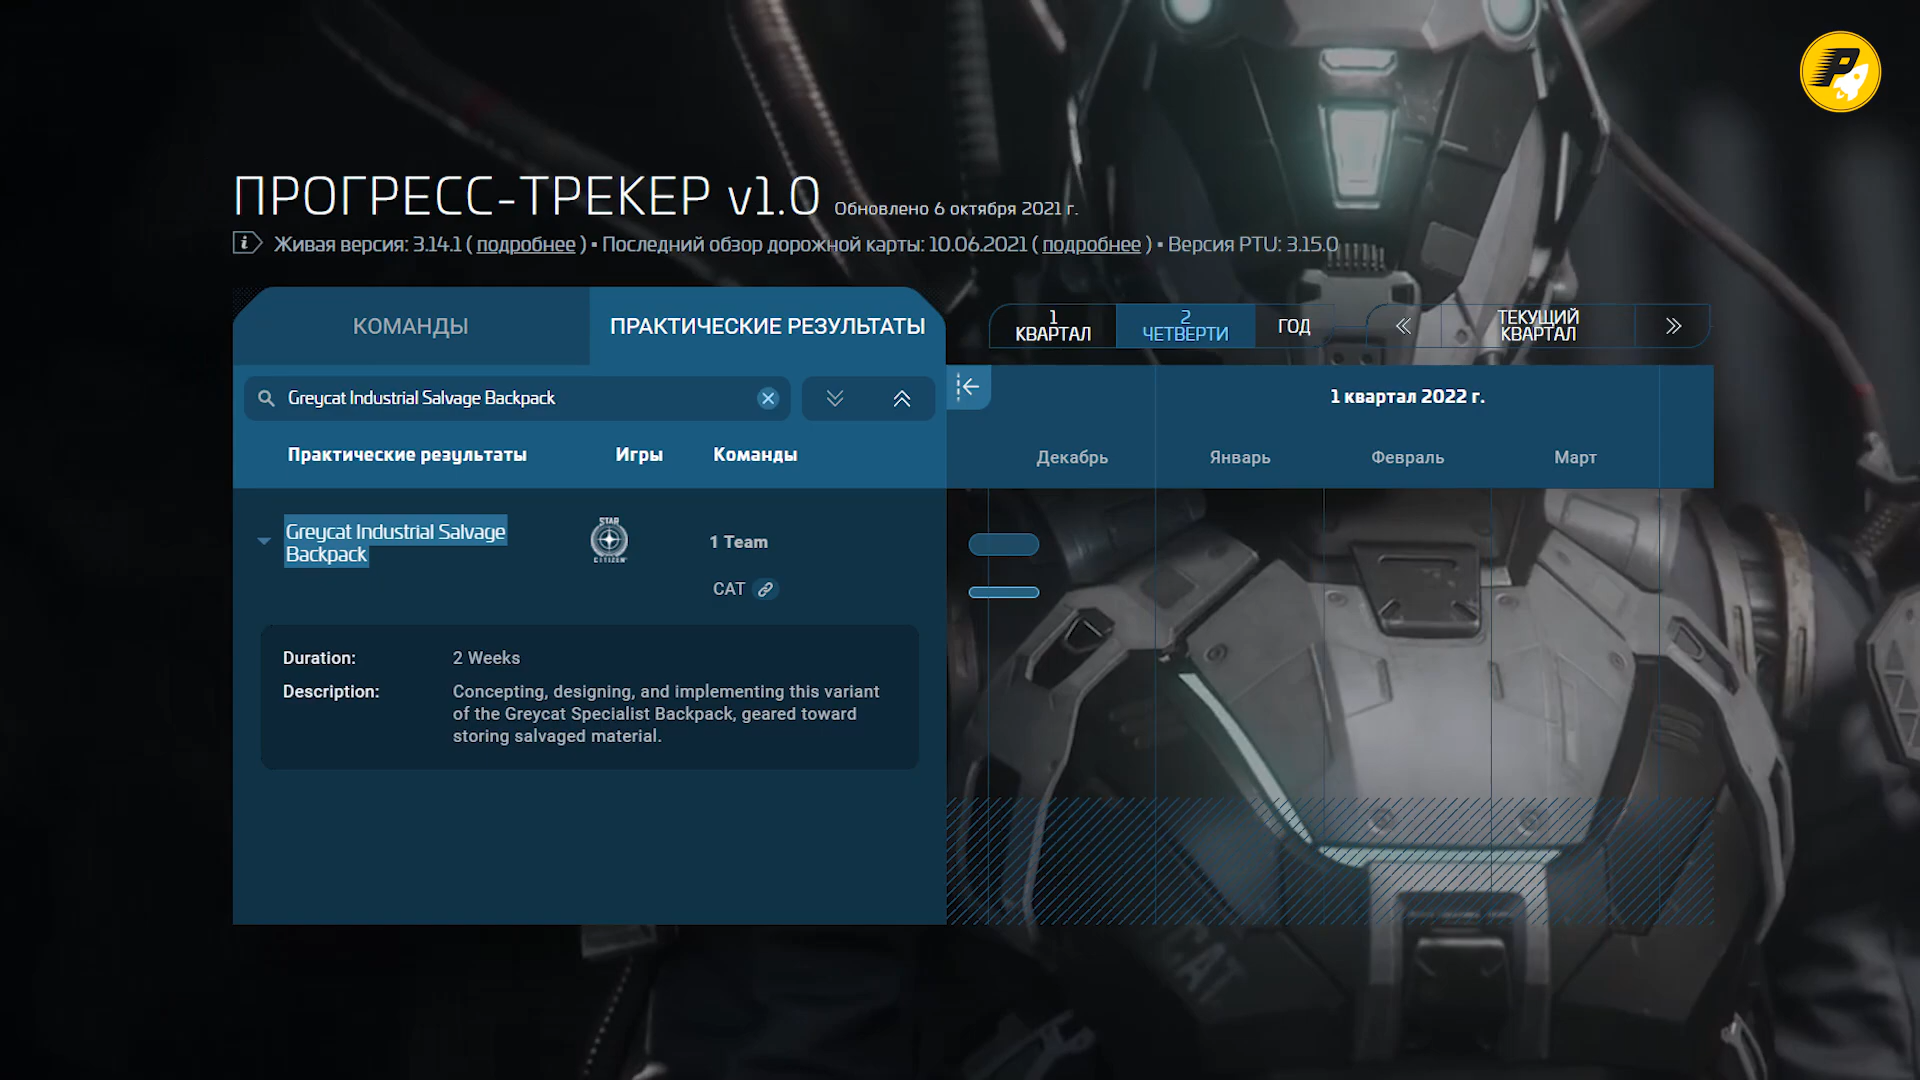 ПРОГРЕСС-ТРЕКЕР v1.0 Обновлено 6 октября 2021 г.
Живая версия: 3.14.1 ( подробнее ) • Последний обзор дорожной карты: 10.06.2021 ( подробнее ) • Версия PTU: 3.15.0
КОМАНДЫ
ПРАКТИЧЕСКИЕ РЕЗУЛЬТАТЫ
1
КВАРТАЛ
2
ЧЕТВЕРТИ
ГОД
ТЕКУЩИЙ
КВАРТАЛ
Greycat Industrial Salvage Backpack
1 квартал 2022 г.
Практические результаты
Игры
Команды
Декабрь
Январь
Февраль
Март
Greycat Industrial Salvage
Backpack
STAR
CITIZEN
1 Team
CAT
Duration:
2 Weeks
Description:
Concepting, designing, and implementing this variant
of the Greycat Specialist Backpack, geared toward
storing salvaged material.
CAT
P